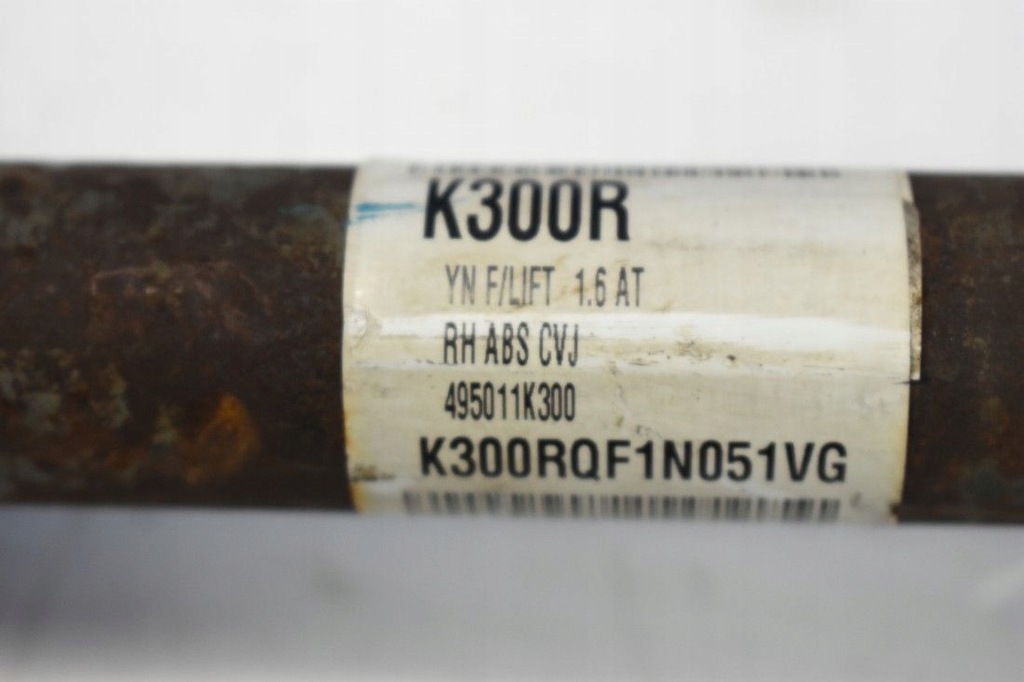 K300R
YN F/LIFT 1.6 AT
RH ABS CVJ
495011K300
K300RQF1N051VG